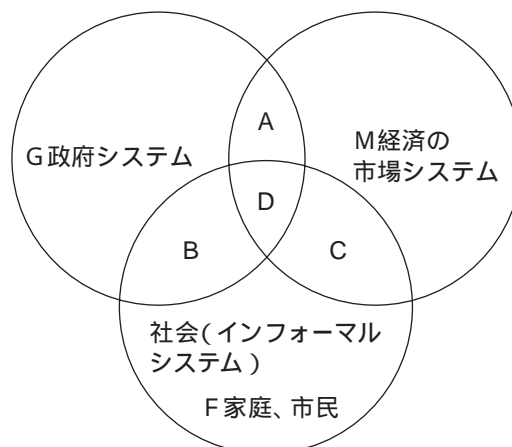 A
G政府システム
M経済の
市場システム
D
B
C
社会(インフォーマル
システム)
F家庭、市民